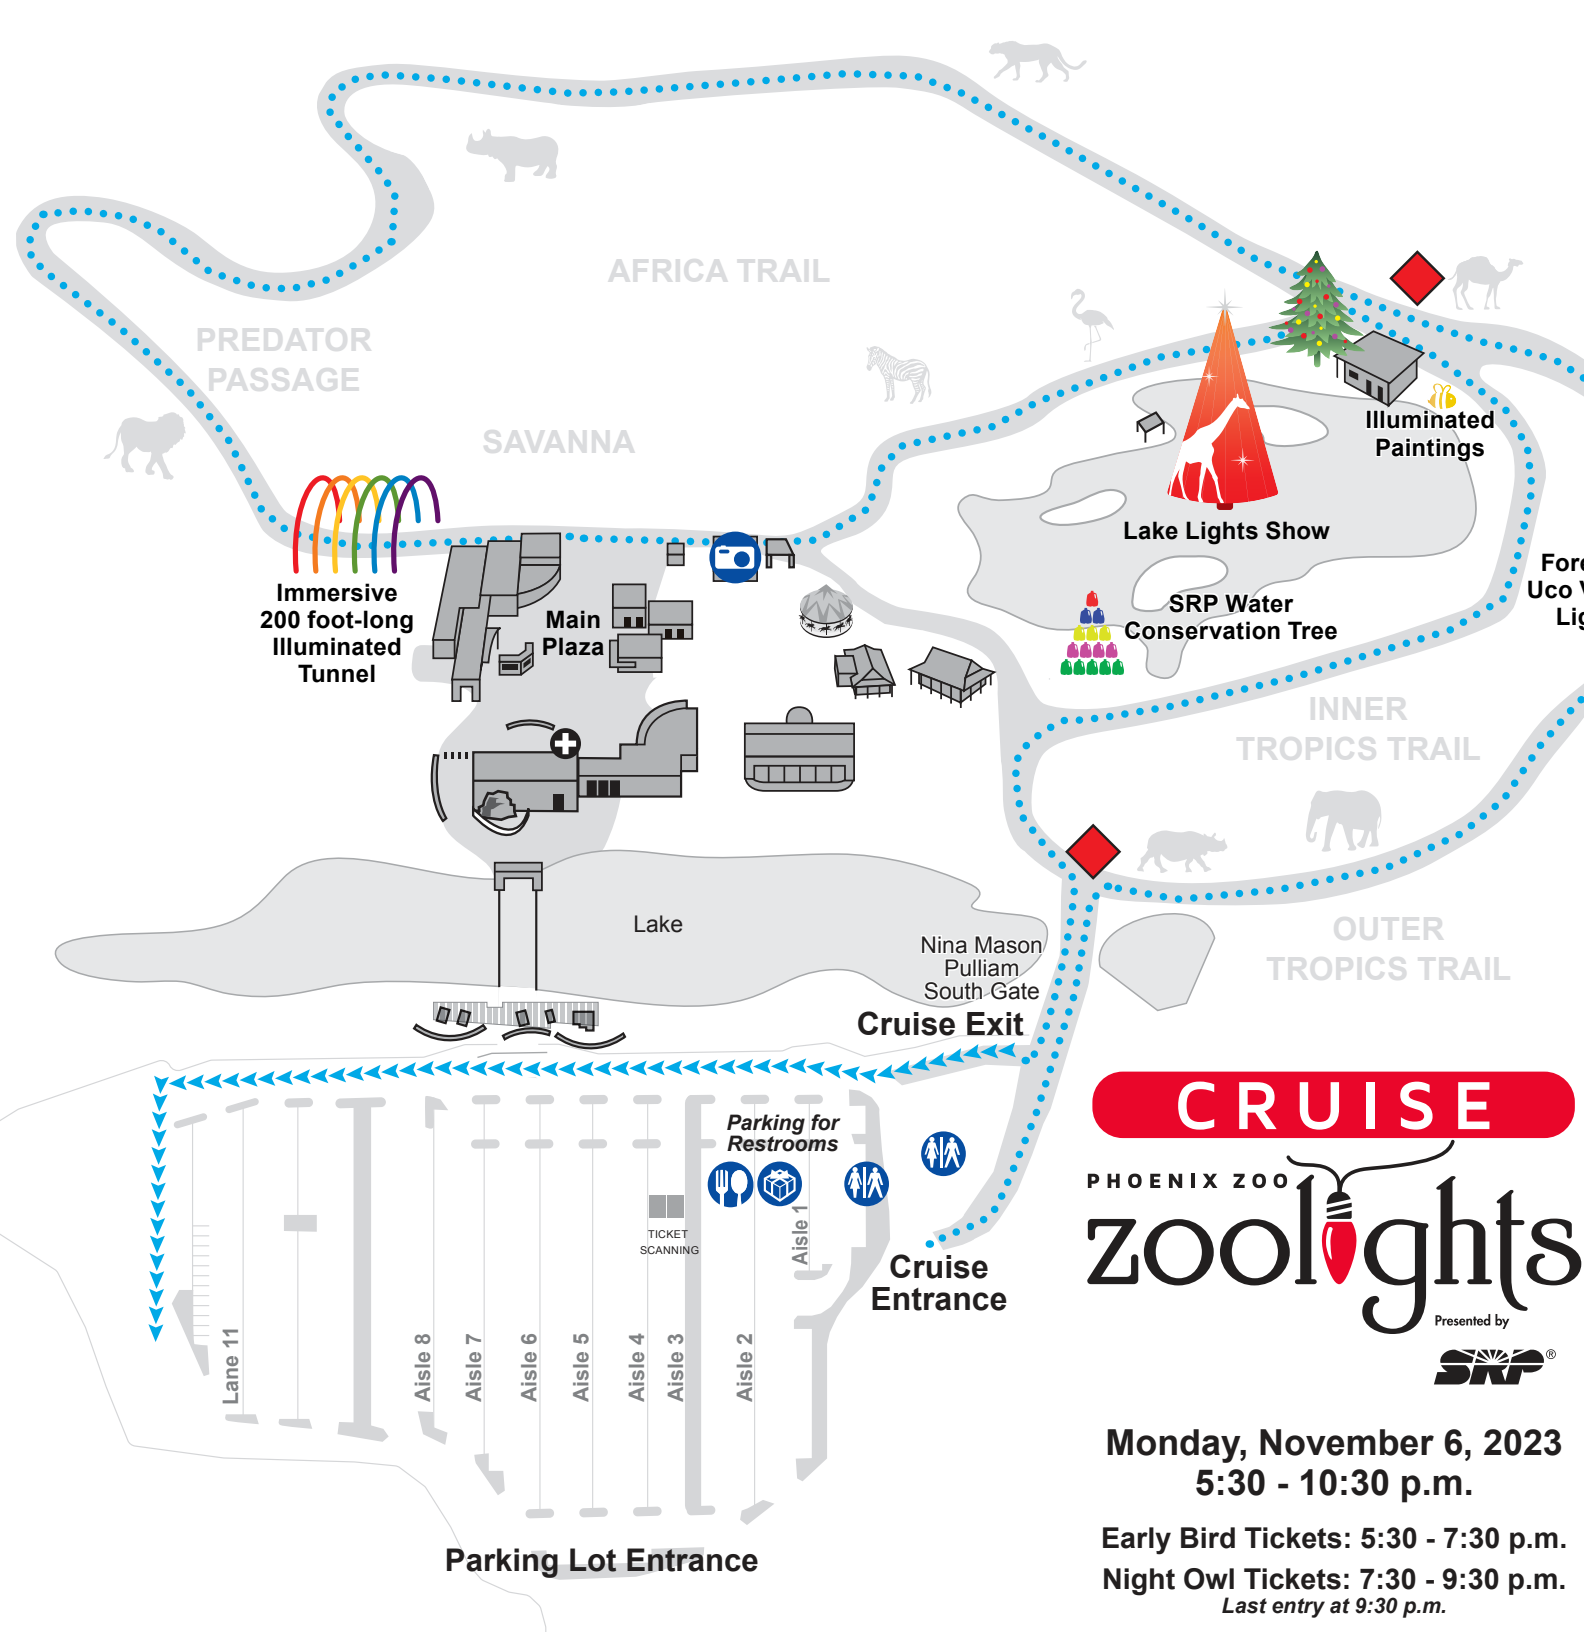 AFRICA TRAIL
PREDATOR
PASSAGE
SAVANNA
Illuminated
Paintings
Lake Lights Show
Immersive
200 foot-long
Illuminated
Tunnel
Main
Plaza
SRP Water
Conservation Tree
Uco
INNER
TROPICS TRAIL
Lake
OUTER
TROPICS TRAIL
Nina Mason
Pulliam
South Gate
Cruise Exit
Parking for
Restrooms
TICKET
SCANNING
Aisle 1
Cruise
Entrance
Lane 11
Aisle 8
Aisle 7
Aisle 6
Aisle 5
Aisle 4
Aisle 3
Aisle 2
Parking Lot Entrance
CRUISE
PHOENIX ZOO
zoolights
Presented by
SRP®
Monday, November 6, 2023
5:30 - 10:30 p.m.
Early Bird Tickets: 5:30 - 7:30 p.m.
Night Owl Tickets: 7:30 - 9:30 p.m.
Last entry at 9:30 p.m.